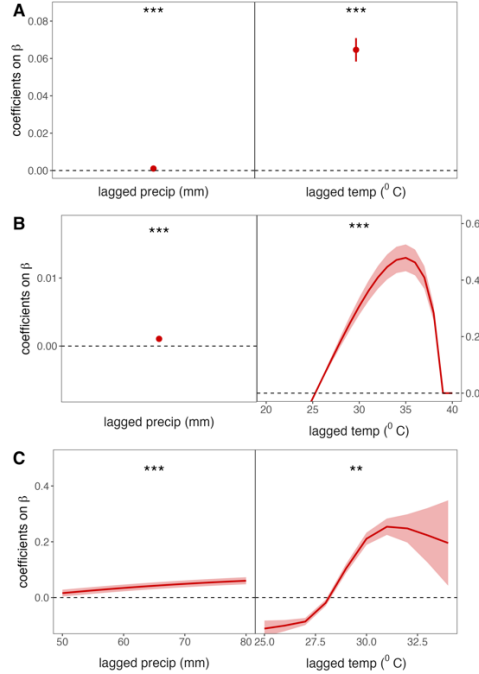 A
*** ***
0.08
0.06
0.04
0.02
0.00
coefficients on β
lagged precip (mm) lagged temp (⁰ C)
B
*** ***
0.01
0.00
coefficients on β
0.6
0.4
0.2
0.0
20 25 30 35 40
lagged precip (mm) lagged temp (⁰ C)
C
*** **
0.4
0.2
0.0
coefficients on β
50 60 70 80 25.0 27.5 30.0 32.5
lagged precip (mm) lagged temp (⁰ C)